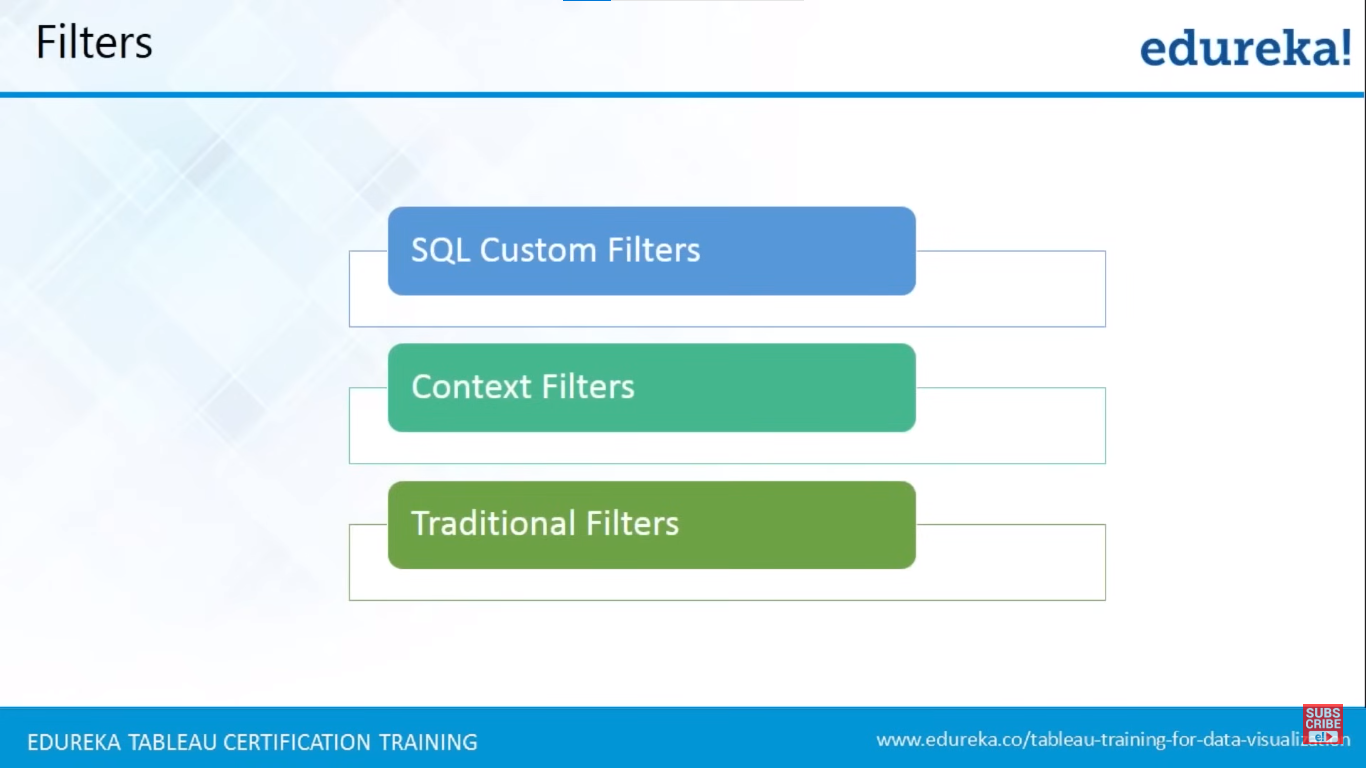 Filters
edureka!
SQL Custom Filters
Context Filters
Traditional Filters
SUBS
CRIBE
e!
EDUREKA TABLEAU CERTIFICATION TRAINING
www.edureka.co/tableau-training-for-data-visualization